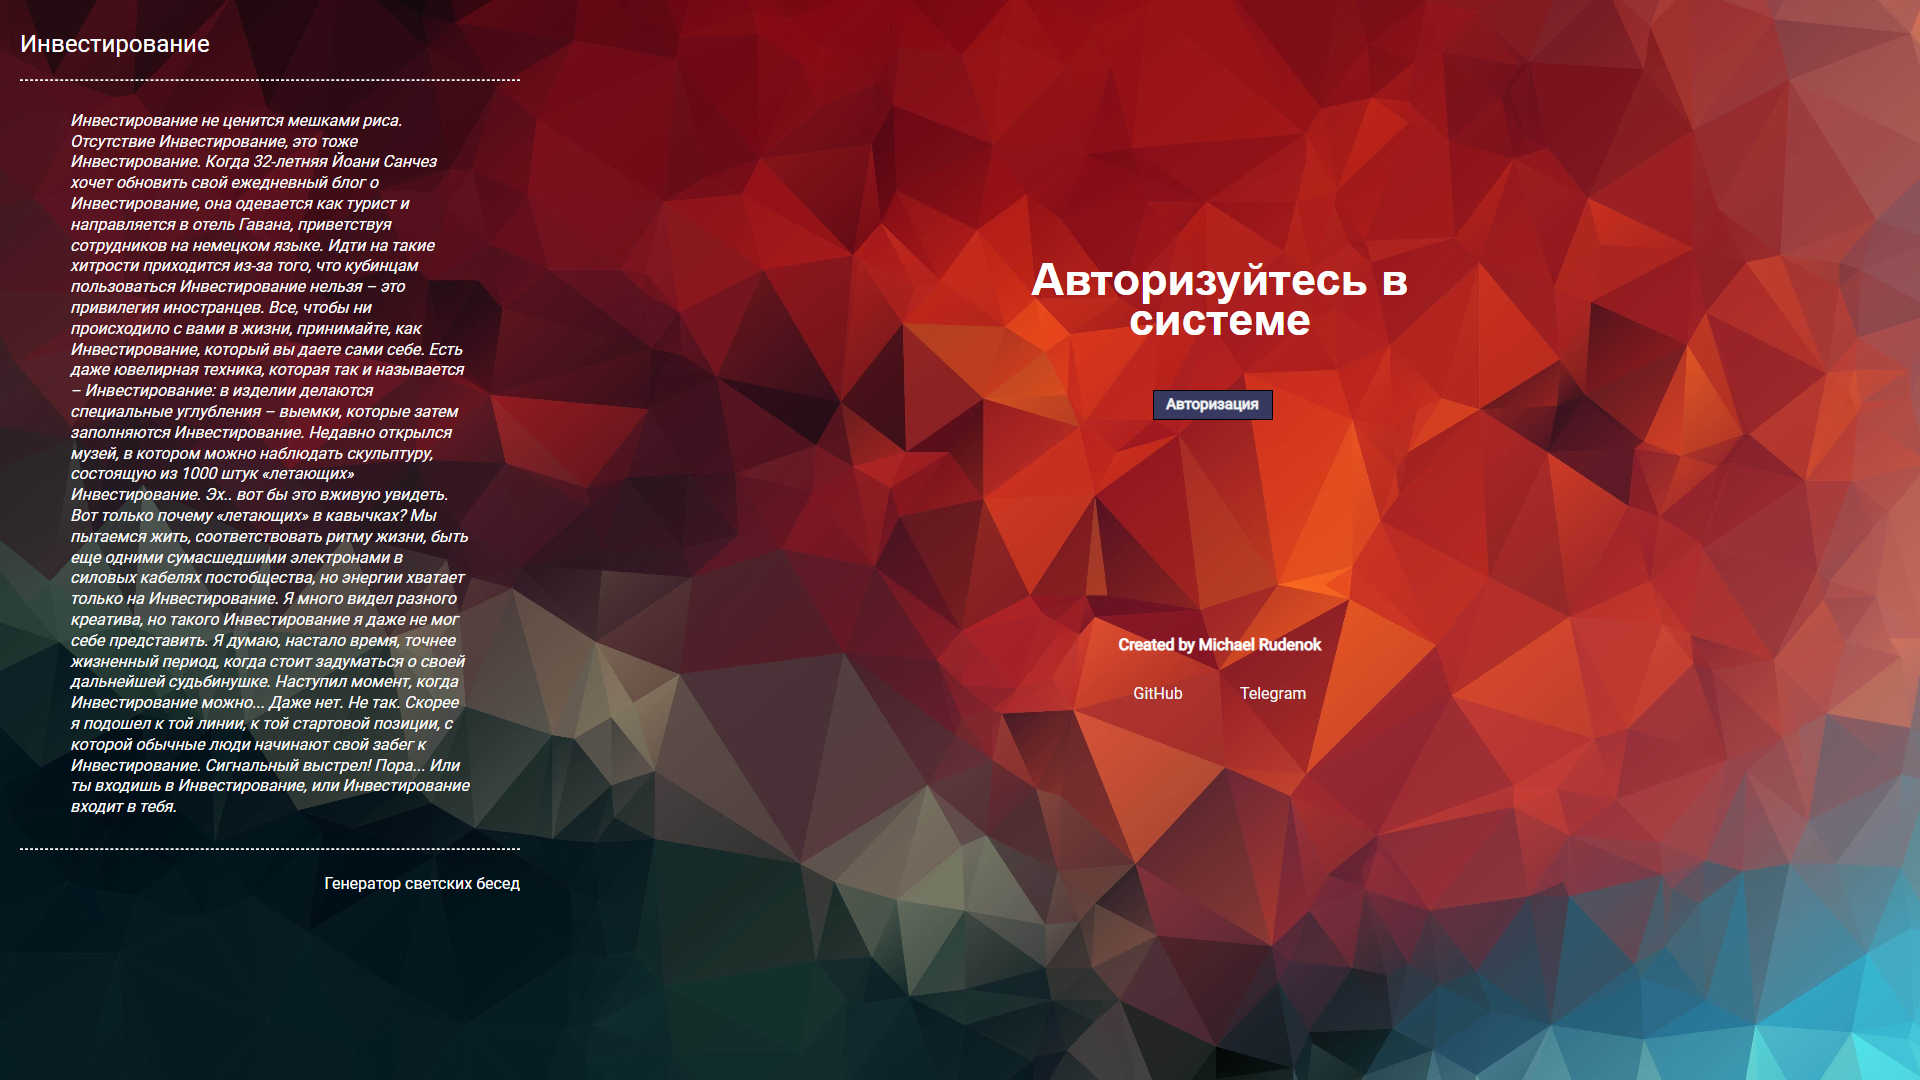 Инвестирование
Инвестирование не ценится мешками риса.
Отсутствие Инвестирование, это тоже
Инвестирование. Когда 32-летняя Йоани Санчез
хочет обновить свой ежедневный блог о
Инвестирование, она одевается как турист и
направляется в отель Гавана, приветствуя
сотрудников на немецком языке. Идти на такие
хитрости приходится из-за того, что кубинцам
пользоваться Инвестирование нельзя – это
привилегия иностранцев. Все, чтобы ни
происходило с вами в жизни, принимайте, как
Инвестирование, который вы даете сами себе. Есть
даже ювелирная техника, которая так и называется
– Инвестирование: в изделии делаются
специальные углубления – выемки, которые затем
заполняются Инвестирование. Недавно открылся
музей, в котором можно наблюдать скульптуру,
состоящую из 1000 штук «летающих»
Инвестирование. Эх.. вот бы это вживую увидеть.
Вот только почему «летающих» в кавычках? Мы
пытаемся жить, соответствовать ритму жизни, быть
еще одними сумасшедшими электронами в
силовых кабелях постобщества, но энергии хватает
только на Инвестирование. Я много видел разного
креатива, но такого Инвестирование я даже не мог
себе представить. Я думаю, настало время, точнее
жизненный период, когда стоит задуматься о своей
дальнейшей судьбинушке. Наступил момент, когда
Инвестирование можно... Даже нет. Не так. Скорее
я подошел к той линии, к той стартовой позиции, с
которой обычные люди начинают свой забег к
Инвестирование. Сигнальный выстрел! Пора... Или
ты входишь в Инвестирование, или Инвестирование
входит в тебя.
Генератор светских бесед
Авторизуйтесь в
системе
Авторизация
Created by Michael Rudenok
GitHub Telegram